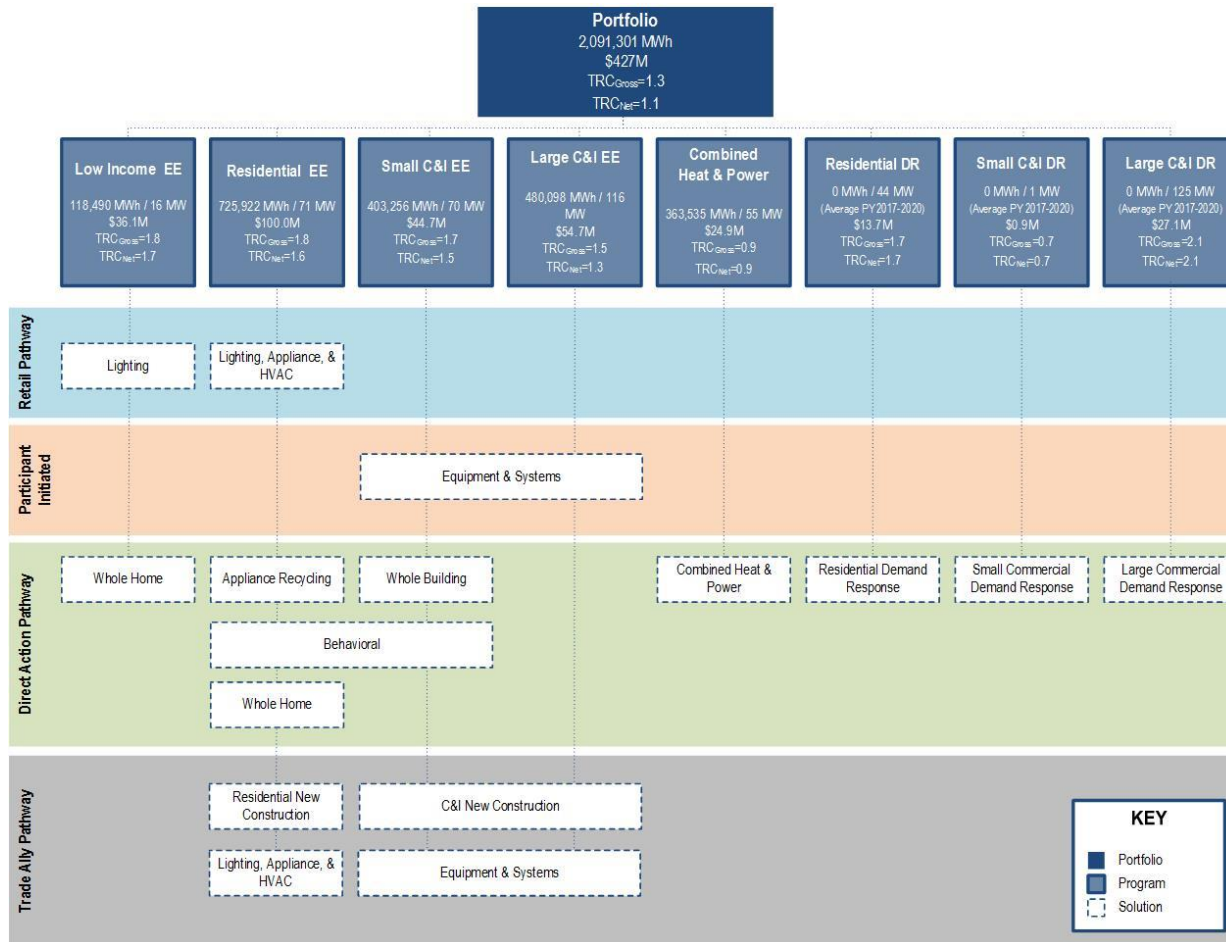 Portfolio
2,091,301 MWh
$427M
TRCGross=1.3
TRCNet=1.1
Low Income EE
118,490 MWh / 16 MW
$36.1M
TRCGross=1.8
TRCNet=1.7
Residential EE
725,922 MWh / 71 MW
$100.0M
TRCGross=1.8
TRCNet=1.6
Small C&I EE
403,256 MWh / 70 MW
$44.7M
TRCGross=1.7
TRCNet=1.5
Large C&I EE
480,098 MWh / 116
MW
$54.7M
TRCGross=1.5
TRCNet=1.3
Combined
Heat & Power
363,535 MWh / 55 MW
$24.9M
TRCGross=0.9
TRCNet=0.9
Residential DR
0 MWh / 44 MW
(Average PY 2017-2020)
$13.7M
TRCGross=1.7
TRCNet=1.7
Small C&I DR
0 MWh / 1 MW
(Average PY 2017-2020)
$0.9M
TRCGross=0.7
TRCNet=0.7
Large C&I DR
0 MWh / 125 MW
(Average PY 2017-2020)
$27.1M
TRCGross=2.1
TRCNet=2.1
Retail Pathway
Lighting
Lighting, Appliance, &
HVAC
Participant
Initiated
Equipment & Systems
Direct Action Pathway
Whole Home
Appliance Recycling
Whole Building
Combined Heat &
Power
Residential Demand
Response
Small Commercial
Demand Response
Large Commercial
Demand Response
Behavioral
Whole Home
Trade Ally Pathway
Residential New
Construction
C&I New Construction
Lighting, Appliance, &
HVAC
Equipment & Systems
KEY
Portfolio
Program
Solution